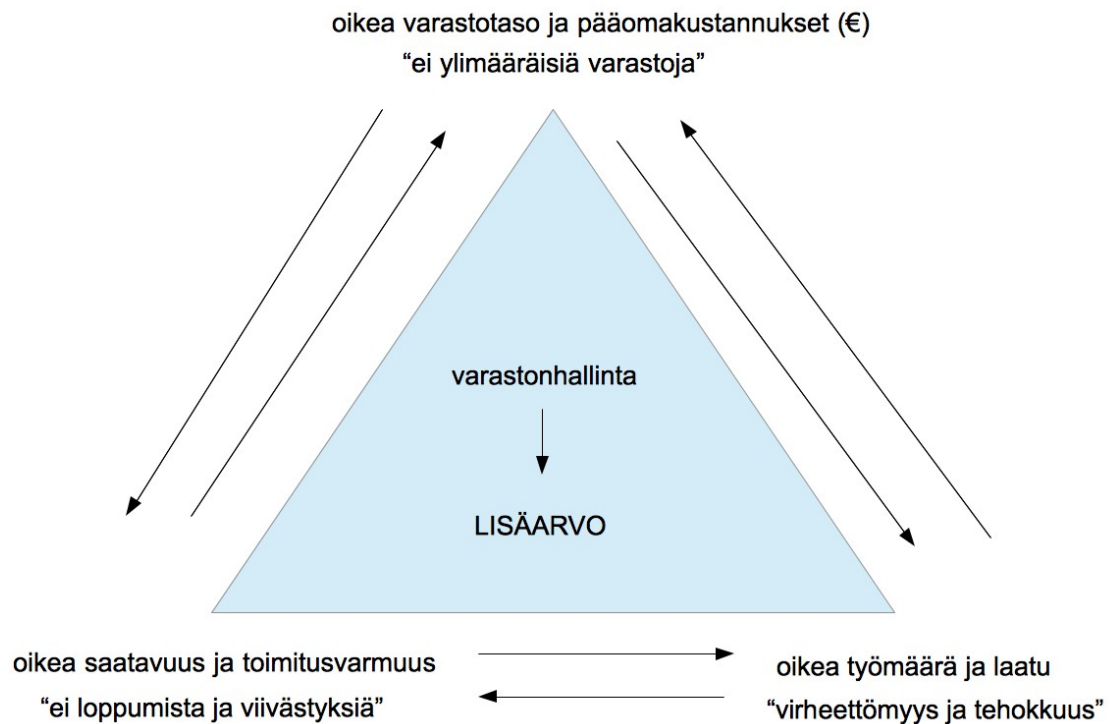 oikea varastotaso ja pääomakustannukset (€)
“ei ylimääräisiä varastoja”
varastonhallinta
LISÄARVO
oikea saatavuus ja toimitusvarmuus
“ei loppumista ja viivästyksiä”
oikea työmäärä ja laatu
“virheettömyys ja tehokkuus”